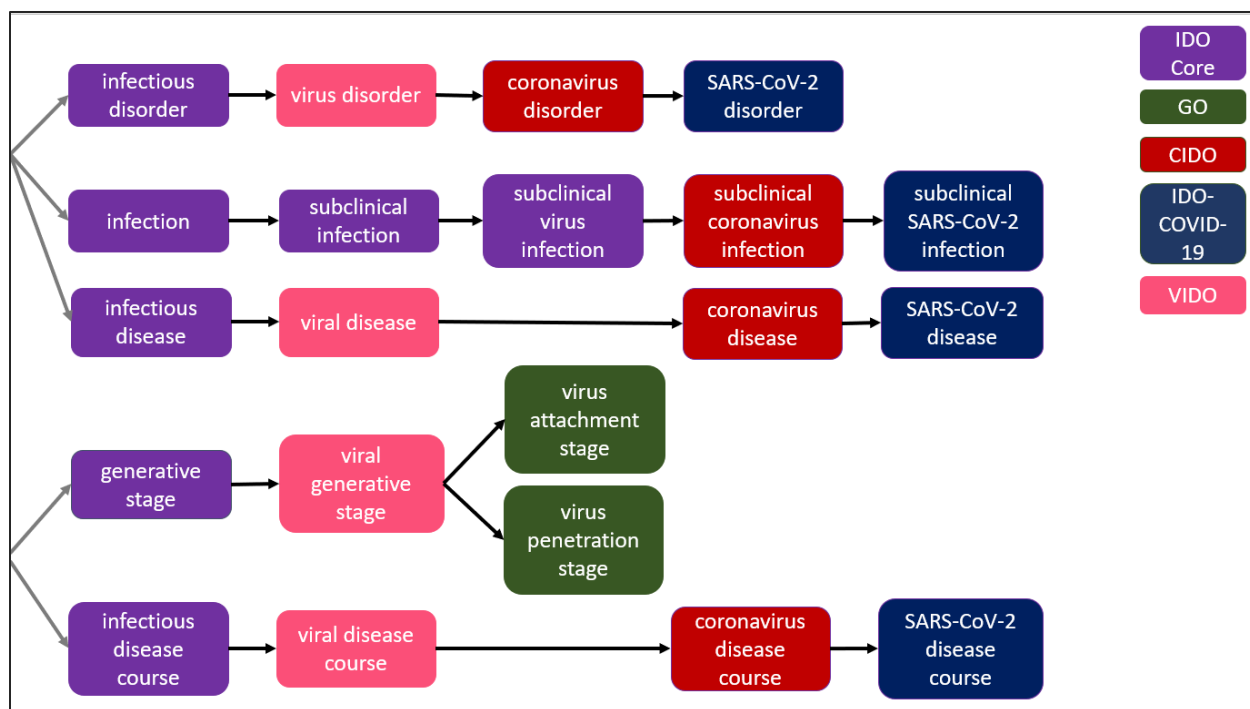 infectious
disorder
virus disorder
coronavirus
disorder
SARS-CoV-2
disorder
infection
subclinical
infection
subclinical
virus
infection
subclinical
coronavirus
infection
subclinical
SARS-CoV-2
infection
infectious
disease
viral disease
coronavirus
disease
SARS-CoV-2
disease
generative
stage
viral
generative
stage
virus
attachment
stage
virus
penetration
stage
infectious
disease
course
viral disease
course
coronavirus
disease
course
SARS-CoV-2
disease
course
IDO
Core
GO
CIDO
IDO-
COVID-
19
VIDO